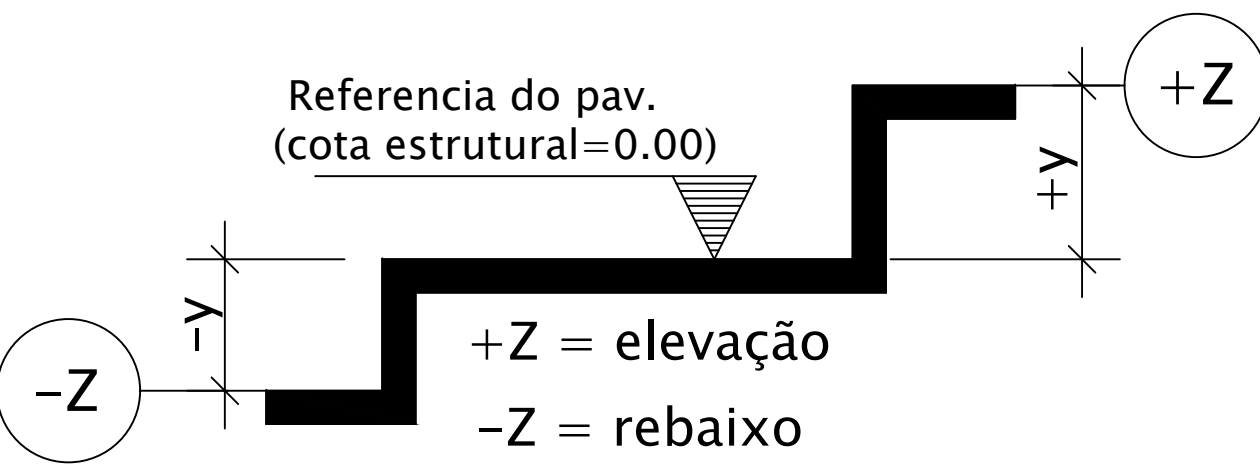 +Z
Referencia do pav.
(cota estrutural=0.00)
+y
-y
+Z = elevação
-Z
-Z = rebaixo